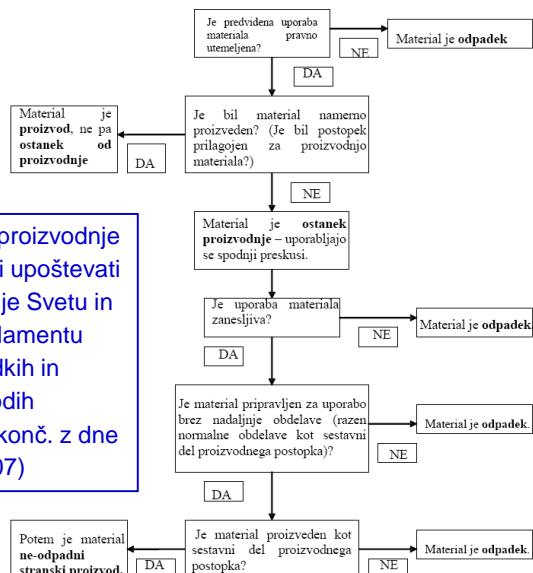 Je predvidena uporaba
materiala pravno
utemeljena?
NE
Material je odpadek
DA
Material je
proizvod, ne pa
ostanek od
proizvodnje
DA
Je bil material namerno
proizveden? (Je bil postopek
prilagojen za proizvodnjo
materiala?)
NE
Material je ostanek
proizvodnje – uporabljajo
se spodnji preskusi.
proizvodnje
i upoštevati
je Svetu in
lamentu
dkih in
odih
konč. z dne
07)
Je uporaba materiala
zanesljiva?
NE
Material je odpadek.
DA
Je material pripravljen za uporabo
brez nadaljnje obdelave (razen
normalne obdelave kot sestavni
del proizvodnega postopka)?
NE
Material je odpadek.
DA
Je material proizveden kot
sestavni del proizvodnega
postopka?
NE
Material je odpadek.
DA
Potem je material
ne-odpadni
stranski proizvod.